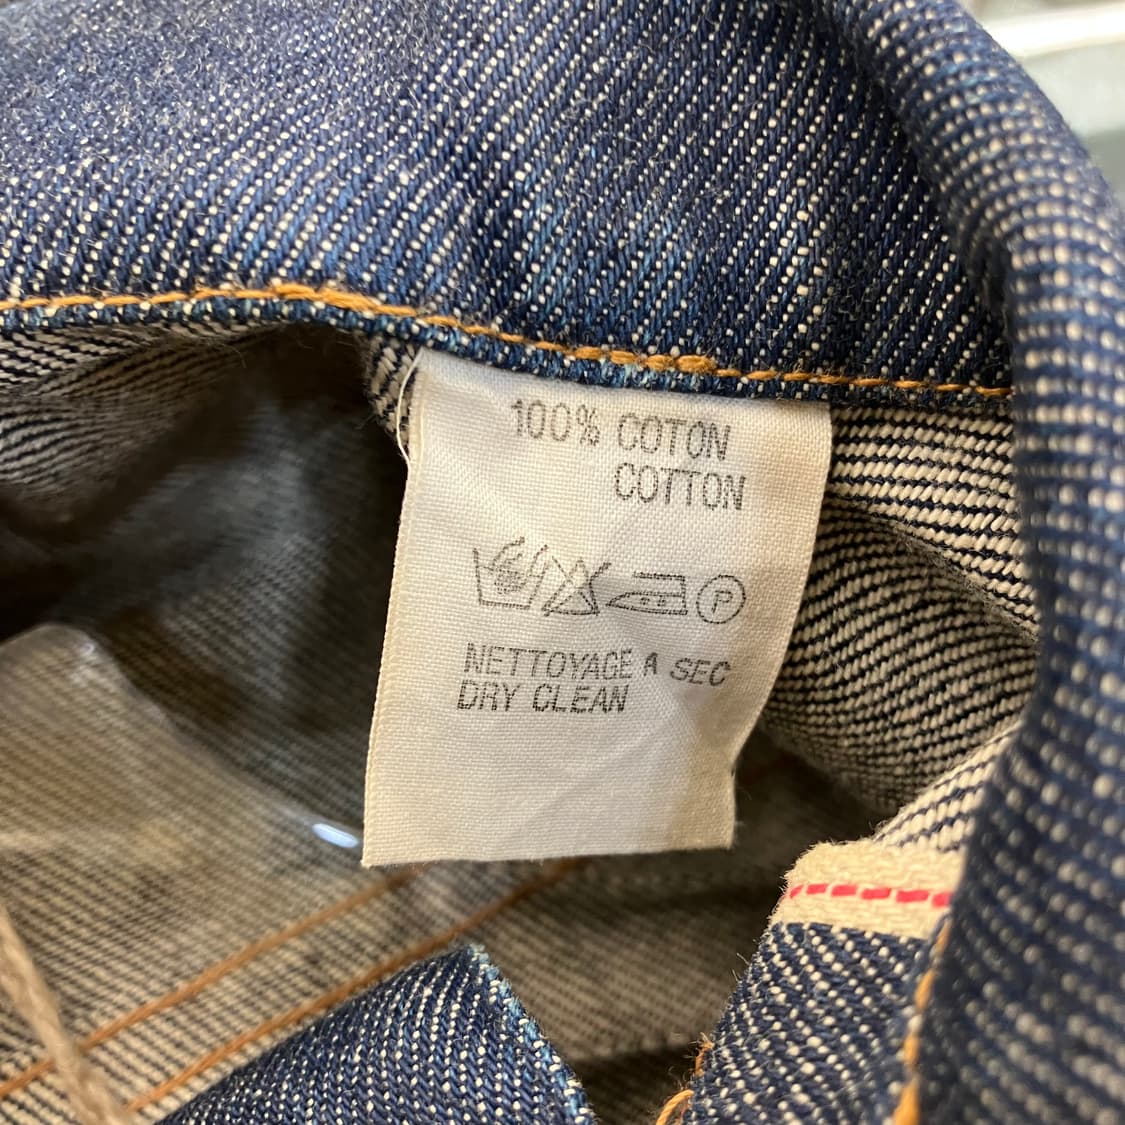 100% COTON
COTTON
P
NETTOYAGE A SEC
DRY CLEAN